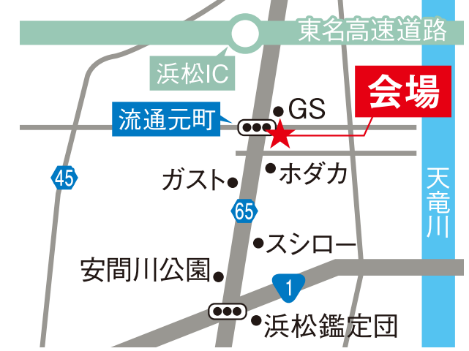 東名高速道路
浜松IC
会場
GS
流通元町
ホダカ
ガスト
45
65
天竜川
スシロー
安間川公園
1
浜松鑑定団